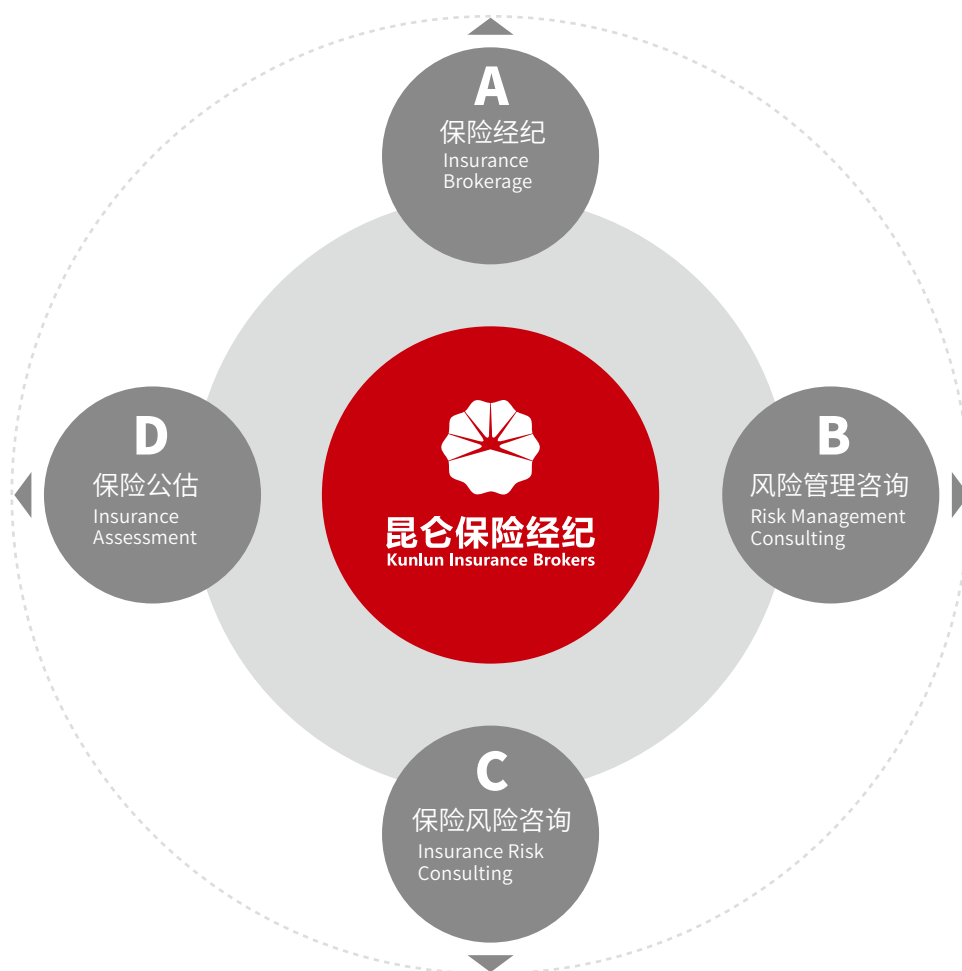 A
保险经纪
Insurance
Brokerage
D
保险公估
Insurance
Assessment
昆仑保险经纪
Kunlun Insurance Brokers
B
风险管理咨询
Risk Management
Consulting
C
保险风险咨询
Insurance Risk
Consulting